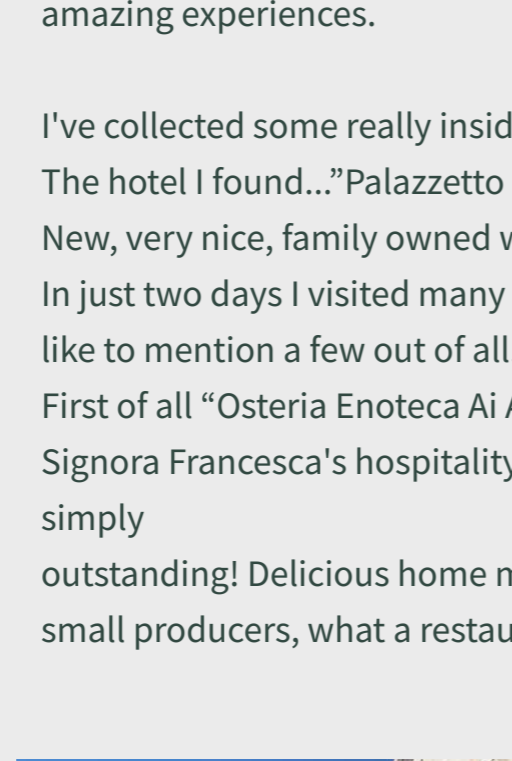 amazing experiences.
I've collected some really insid
The hotel I found...”Palazzetto
New, very nice, family owned
In just two days I visited many
like to mention a few out of all
First of all “Osteria Enoteca Ai
Signora Francesca's hospitality
simply
outstanding! Delicious home
small producers, what a restau